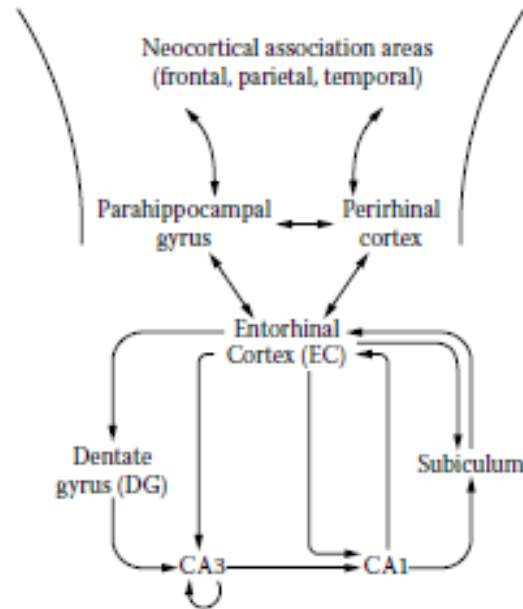 Neocortical association areas
(frontal, parietal, temporal)
Parahippocampal
gyrus
Perirhinal
cortex
Entorhinal
Cortex (EC)
Dentate
gyrus (DG)
Subiculum
CA3
CA1